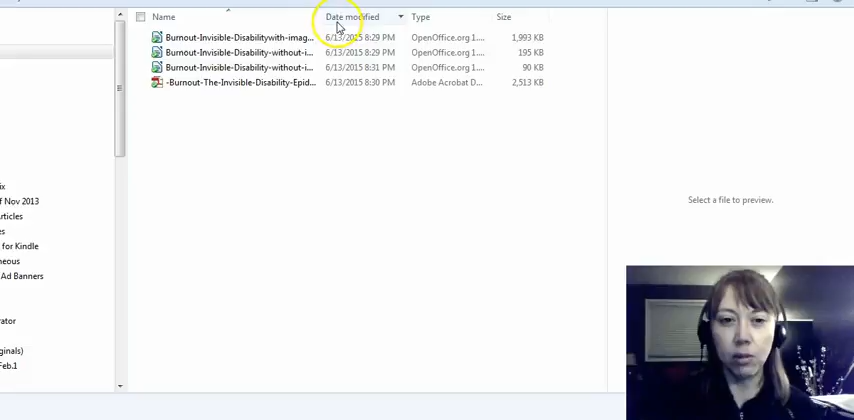 Name Date modified Type Size
Burnout-Invisible-Disabilitywith-imag... 6/13/2015 8:29 PM OpenOffice.org 1.... 1,993 KB
Burnout-Invisible-Disability-without-i... 6/13/2015 8:29 PM OpenOffice.org 1.... 195 KB
Burnout-Invisible-Disability-without-i... 6/13/2015 8:31 PM OpenOffice.org 1.... 90 KB
-Burnout-The-Invisible-Disability-Epid... 6/13/2015 8:30 PM Adobe Acrobat D... 2,513 KB
ix
f Nov 2013
rticles
es
for Kindle
neous
Ad Banners
rator
ginals)
Feb.1
Select a file to preview.